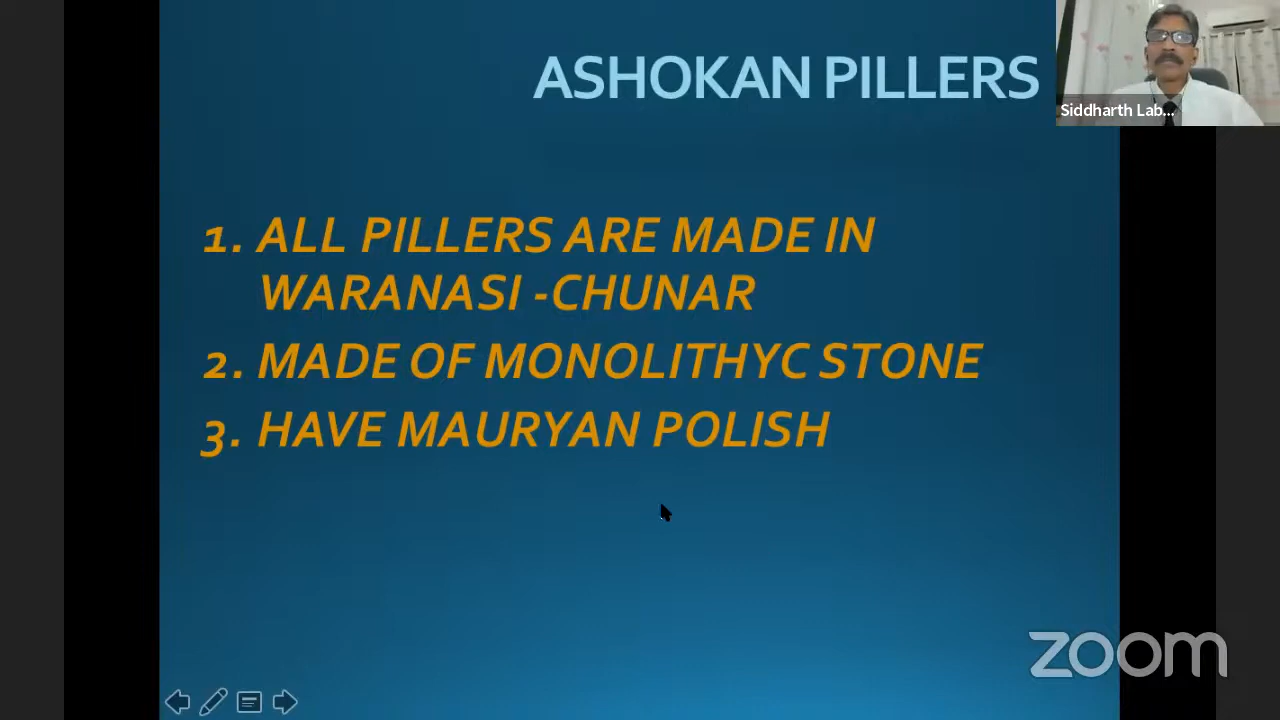 ASHOKAN PILLERS
Siddharth Lab...
1. ALL PILLERS ARE MADE IN
WARANASI -CHUNAR
2. MADE OF MONOLITHYC STONE
3. HAVE MAURYAN POLISH
zoom